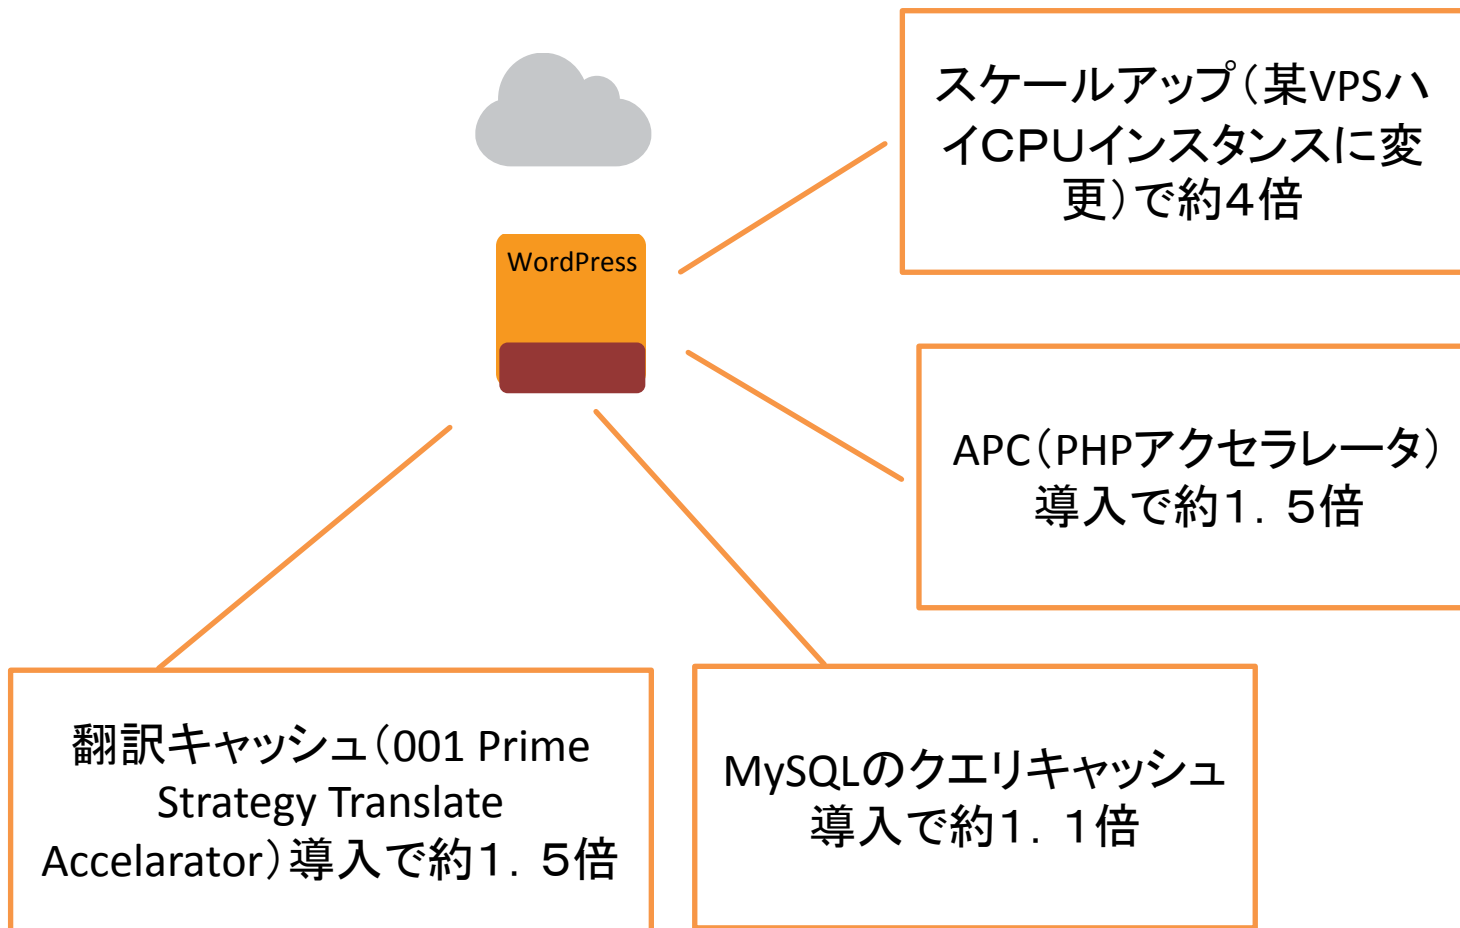 スケールアップ（某VPSハ
イＣＰＵインスタンスに変
更）で約４倍
WordPress
APC（PHPアクセラレータ）
導入で約１．５倍
翻訳キャッシュ（001 Prime
Strategy Translate
Accelarator）導入で約１．５倍
MySQLのクエリキャッシュ
導入で約１．１倍